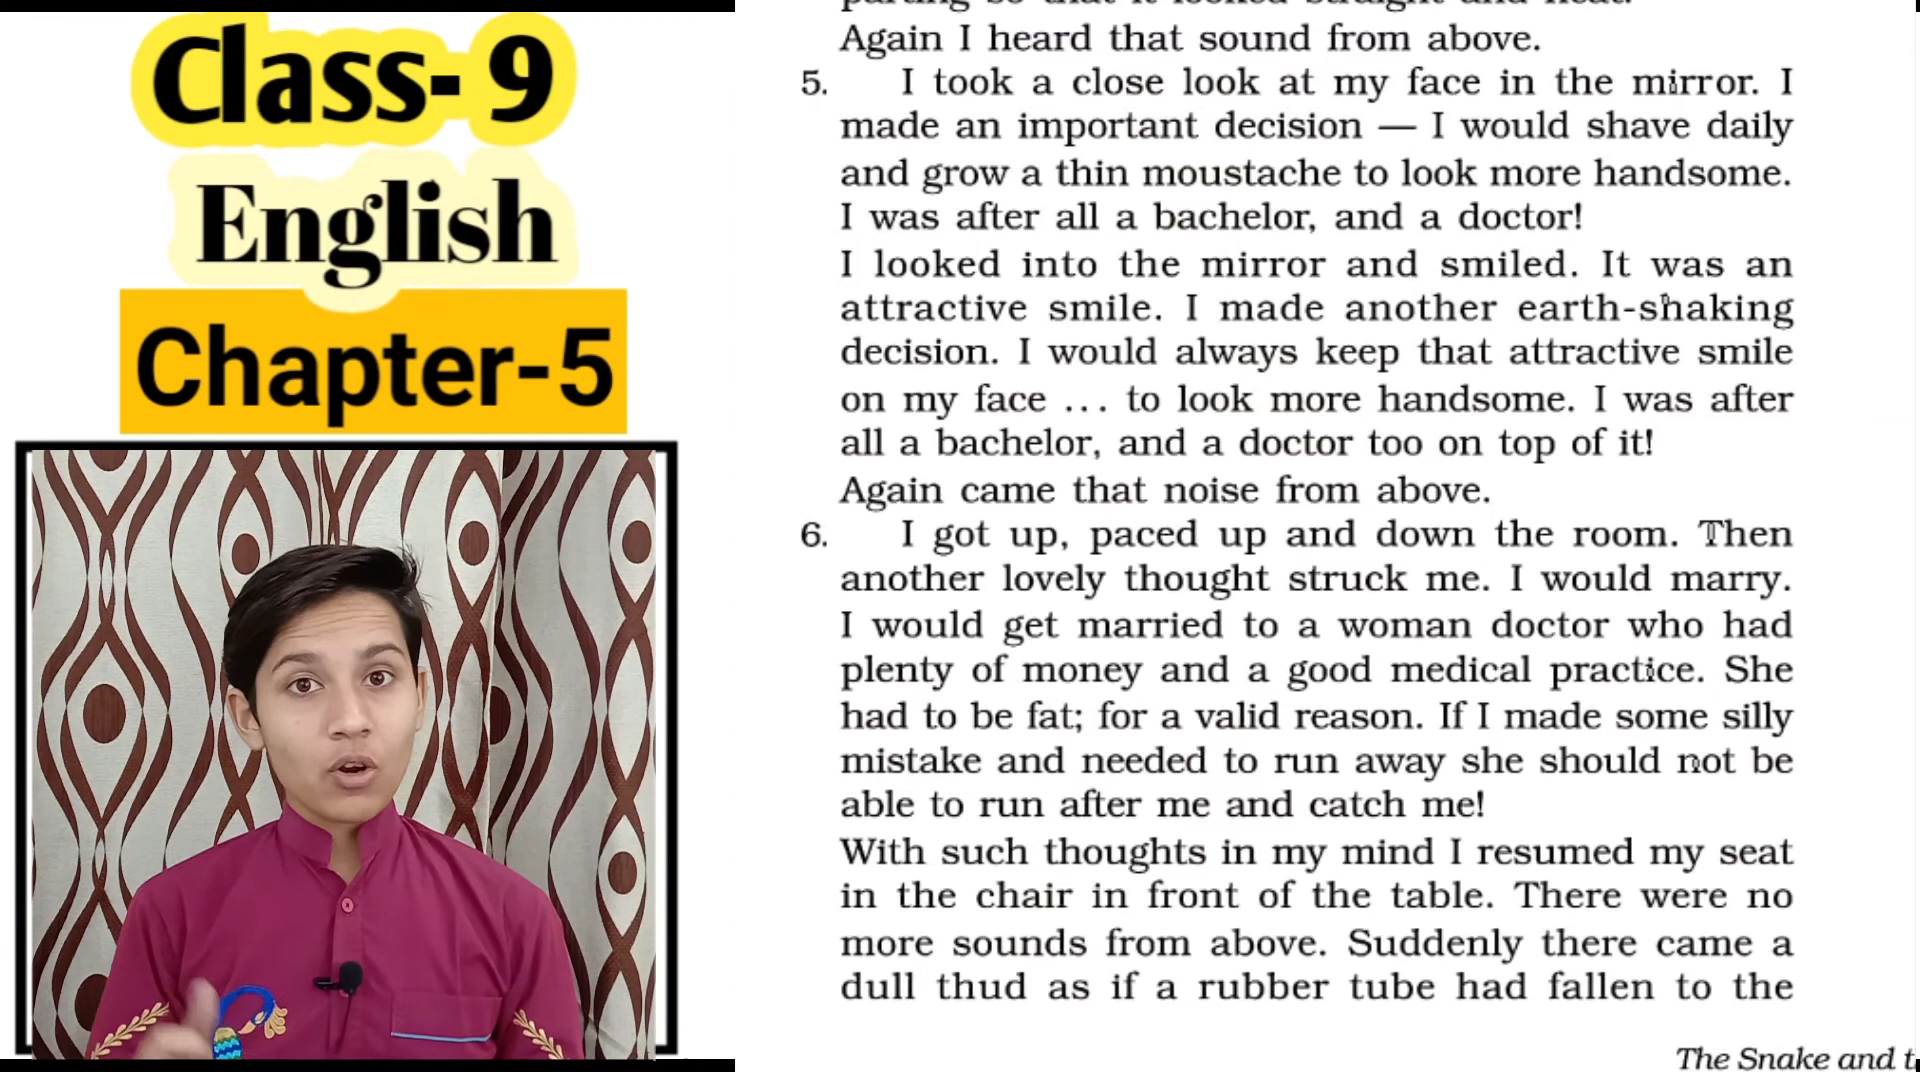 Class- 9
English
Chapter-5
parting so that it looked straight and neat.
Again I heard that sound from above.
5. I took a close look at my face in the mirror. I
made an important decision — I would shave daily
and grow a thin moustache to look more handsome.
I was after all a bachelor, and a doctor!
I looked into the mirror and smiled. It was an
attractive smile. I made another earth-shaking
decision. I would always keep that attractive smile
on my face ... to look more handsome. I was after
all a bachelor, and a doctor too on top of it!
Again came that noise from above.
6. I got up, paced up and down the room. Then
another lovely thought struck me. I would marry.
I would get married to a woman doctor who had
plenty of money and a good medical practice. She
had to be fat; for a valid reason. If I made some silly
mistake and needed to run away she should not be
able to run after me and catch me!
With such thoughts in my mind I resumed my seat
in the chair in front of the table. There were no
more sounds from above. Suddenly there came a
dull thud as if a rubber tube had fallen to the
The Snake and